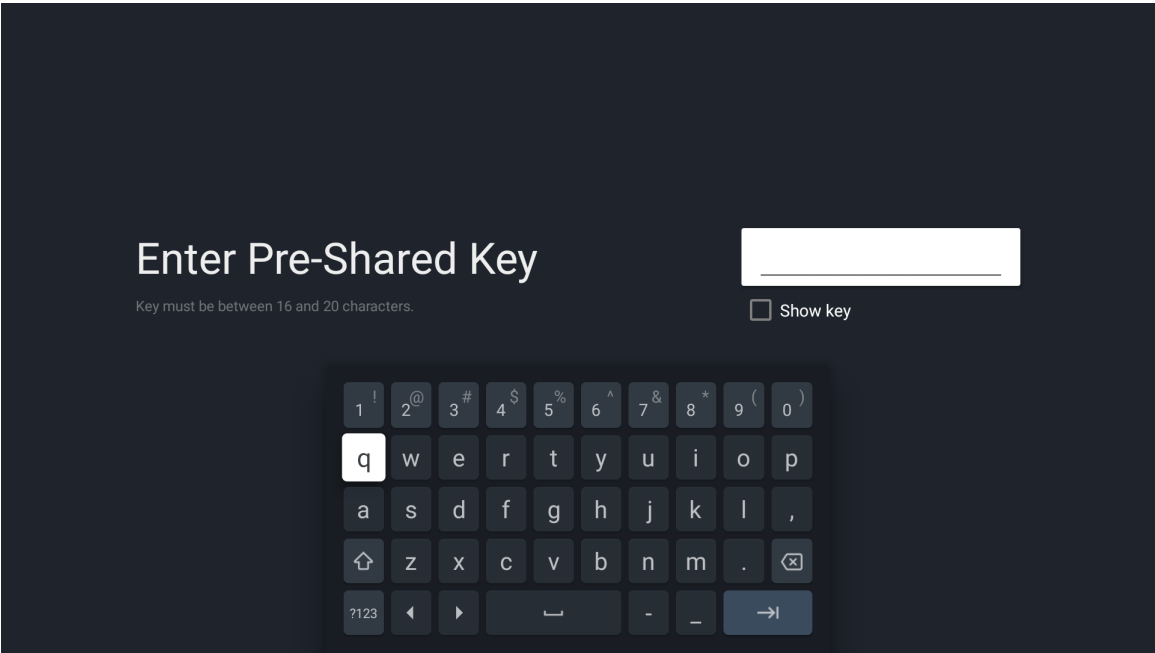 Enter Pre-Shared Key
Key must be between 16 and 20 characters.
Show key
1 ! 2 @ 3 # 4 $ 5 % 6 ^ 7 & 8 * 9 ( 0 )
q w e r t y u i o p
a s d f g h j k l ,
z x c v b n m .
?123 - _